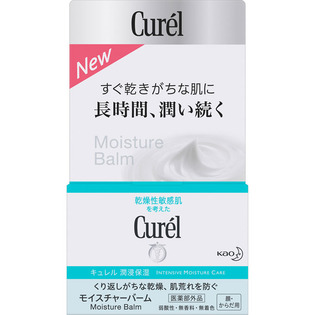 Curél
New
すぐ乾きがちな肌に
長時間、潤い続く
Moisture
Balm
乾燥性敏感肌
を考えた
Curél
Kao
キュレル 潤浸保湿 INTENSIVE MOISTURE CARE
くり返しがちな乾燥、肌荒れを防ぐ
モイスチャーバーム 医薬部外品 顔・
Moisture Balm 弱酸性・無香料・無着色 からだ用